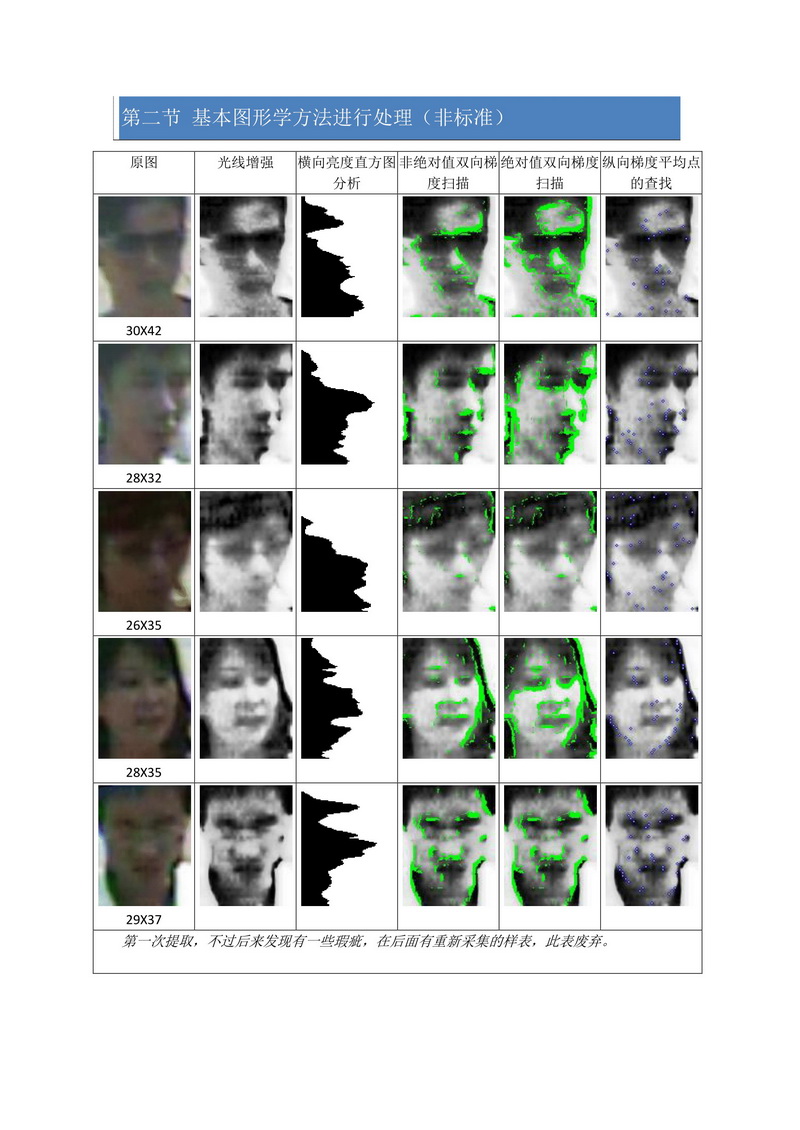 第二节 基本图形学方法进行处理（非标准）
原图
光线增强
横向亮度直方图
分析
非绝对值双向梯
度扫描
绝对值双向梯度
扫描
纵向梯度平均点
的查找
30X42
28X32
26X35
28X35
29X37
第一次提取，不过后来发现有一些瑕疵，在后面有重新采集的样表，此表废弃。